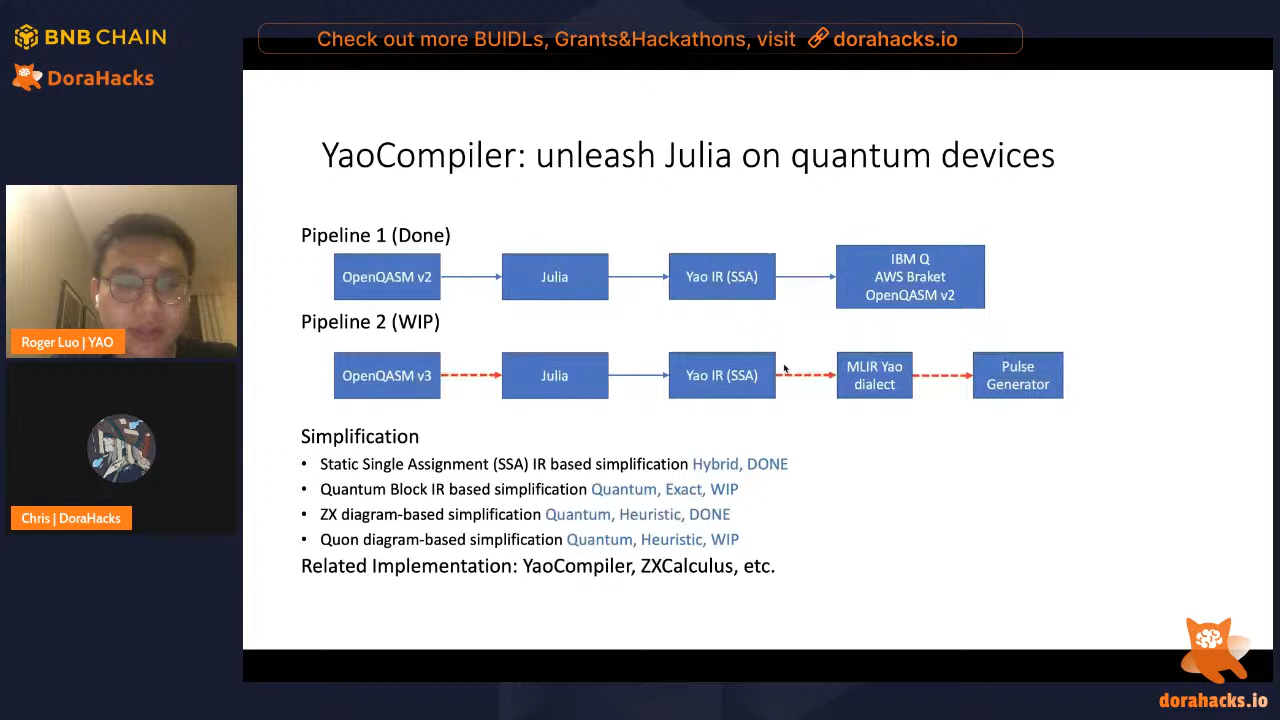 BNB CHAIN
DoraHacks
Check out more BUIDLs, Grants&Hackathons, visit dorahacks.io
YaoCompiler: unleash Julia on quantum devices
Pipeline 1 (Done)
OpenQASM v2
Julia
Yao IR (SSA)
IBM Q
AWS Braket
OpenQASM v2
Pipeline 2 (WIP)
OpenQASM v3
Julia
Yao IR (SSA)
MLIR Yao
dialect
Pulse
Generator
Simplification
• Static Single Assignment (SSA) IR based simplification Hybrid, DONE
• Quantum Block IR based simplification Quantum, Exact, WIP
• ZX diagram-based simplification Quantum, Heuristic, DONE
• Quon diagram-based simplification Quantum, Heuristic, WIP
Related Implementation: YaoCompiler, ZXCalculus, etc.
Roger Luo | YAO
Chris | DoraHacks
dorahacks.io